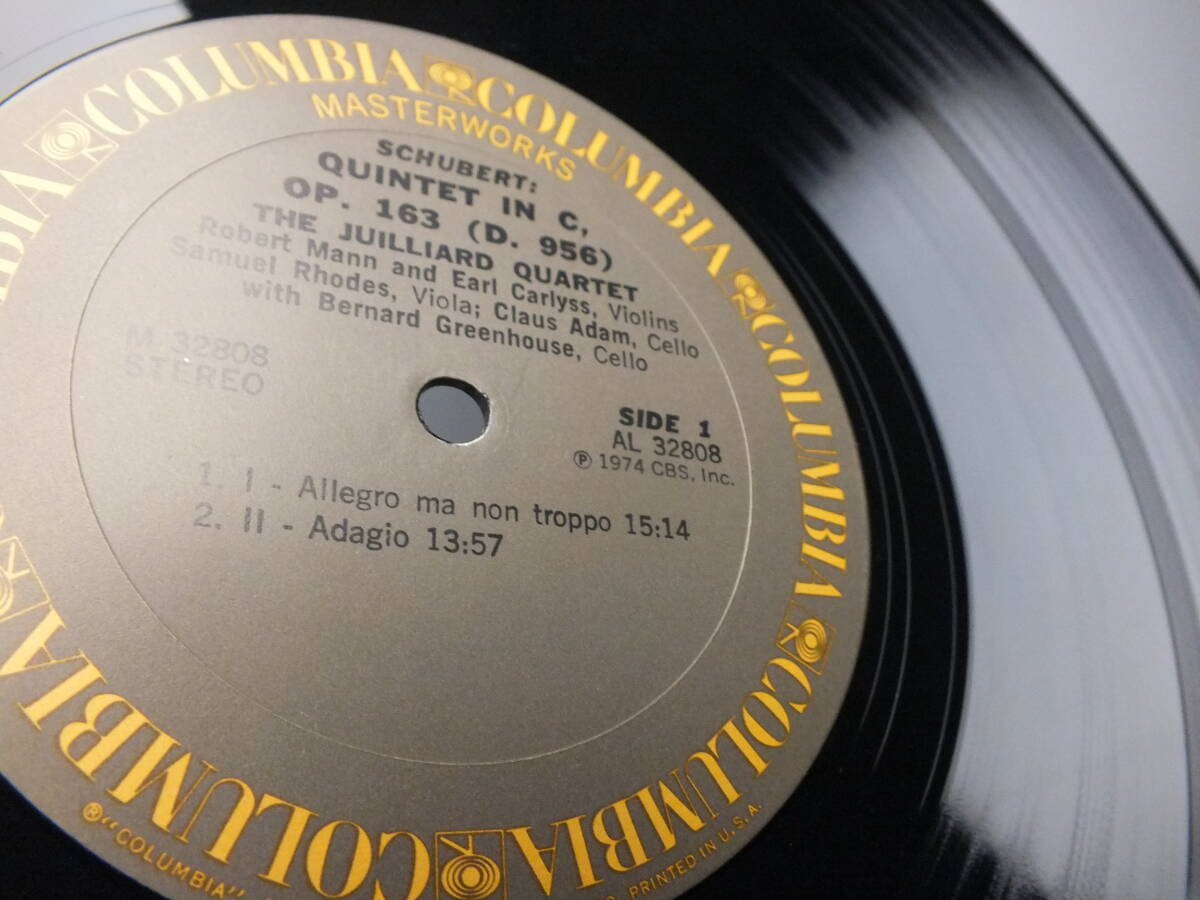 COLUMBIA COLUMBIA COLUMBIA COLUMBIA COLUMBIA COLUMBIA
MASTERWORKS
SCHUBERT:
QUINTET IN C,
OP. 163 (D. 956)
THE JUILLIARD QUARTET
Robert Mann and Earl Carlyss, Violins
Samuel Rhodes, Viola; Claus Adam, Cello
with Bernard Greenhouse, Cello
M 32808
STEREO
SIDE 1
AL 32808
Ⓟ 1974 CBS, Inc.
1. I - Allegro ma non troppo 15:14
2. II - Adagio 13:57
® "COLUMBIA"
PRINTED IN U.S.A.